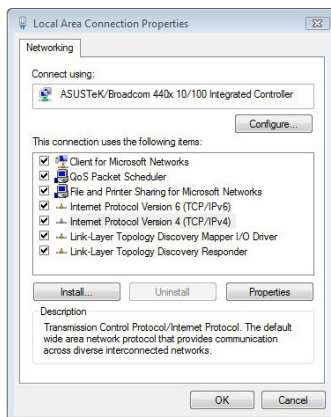 Local Area Connection Properties
Networking
Connect using:
ASUSTeK/Broadcom 440x 10/100 Integrated Controller
Configure...
This connection uses the following items:
Client for Microsoft Networks
QoS Packet Scheduler
File and Printer Sharing for Microsoft Networks
Internet Protocol Version 6 (TCP/IPv6)
Internet Protocol Version 4 (TCP/IPv4)
Link-Layer Topology Discovery Mapper I/O Driver
Link-Layer Topology Discovery Responder
Install... Uninstall Properties
Description
Transmission Control Protocol/Internet Protocol. The default
wide area network protocol that provides communication
across diverse interconnected networks.
OK Cancel